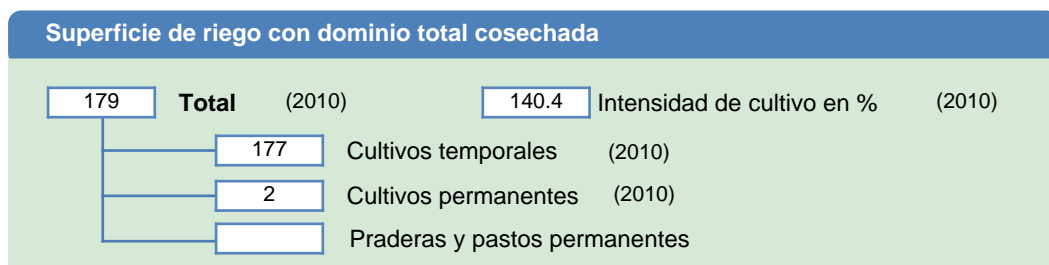 Superficie de riego con dominio total cosechada
179 Total (2010) 140.4 Intensidad de cultivo en % (2010)
177 Cultivos temporales (2010)
2 Cultivos permanentes (2010)
Praderas y pastos permanentes